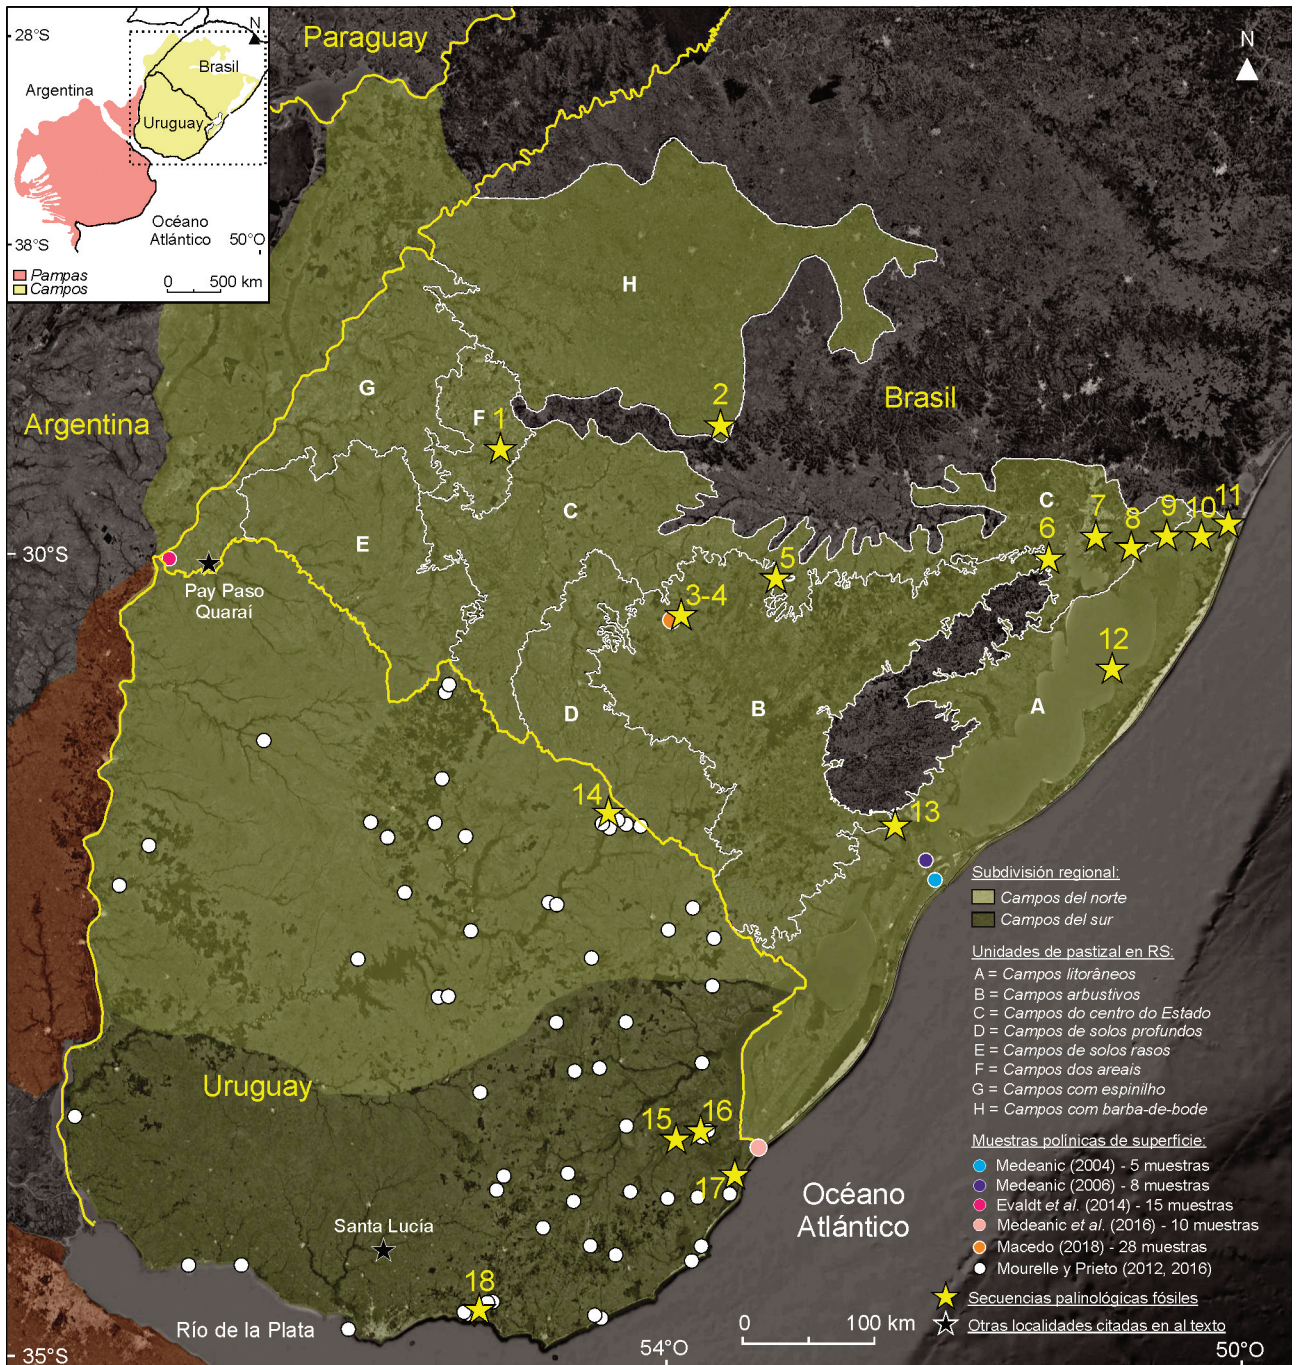 28°S
38°S
Argentina
Brasil
Uruguay
Océano
Atlántico
50°O
N
Pampas
Campos
0 500 km
Paraguay
N
H
G
Argentina
F
1
2
Brasil
C
E
C
6
7
8
9
10
11
30°S
Pay Paso
Quaraí
5
3-4
12
D
B
A
14
13
Subdivisión regional:
Campos del norte
Campos del sur
Unidades de pastizal en RS:
A = Campos litorâneos
B = Campos arbustivos
C = Campos do centro do Estado
D = Campos de solos profundos
E = Campos de solos rasos
F = Campos dos areais
G = Campos com espinilho
H = Campos com barba-de-bode
Uruguay
15
16
17
Muestras polínicas de superficie:
Medeanic (2004) - 5 muestras
Medeanic (2006) - 8 muestras
Evaldt et al. (2014) - 15 muestras
Medeanic et al. (2016) - 10 muestras
Macedo (2018) - 28 muestras
Mourelle y Prieto (2012, 2016)
Secuencias palinológicas fósiles
Otras localidades citadas en al texto
Océano
Atlántico
Santa Lucía
18
Río de la Plata
0 100 km
35°S
54°O
50°O